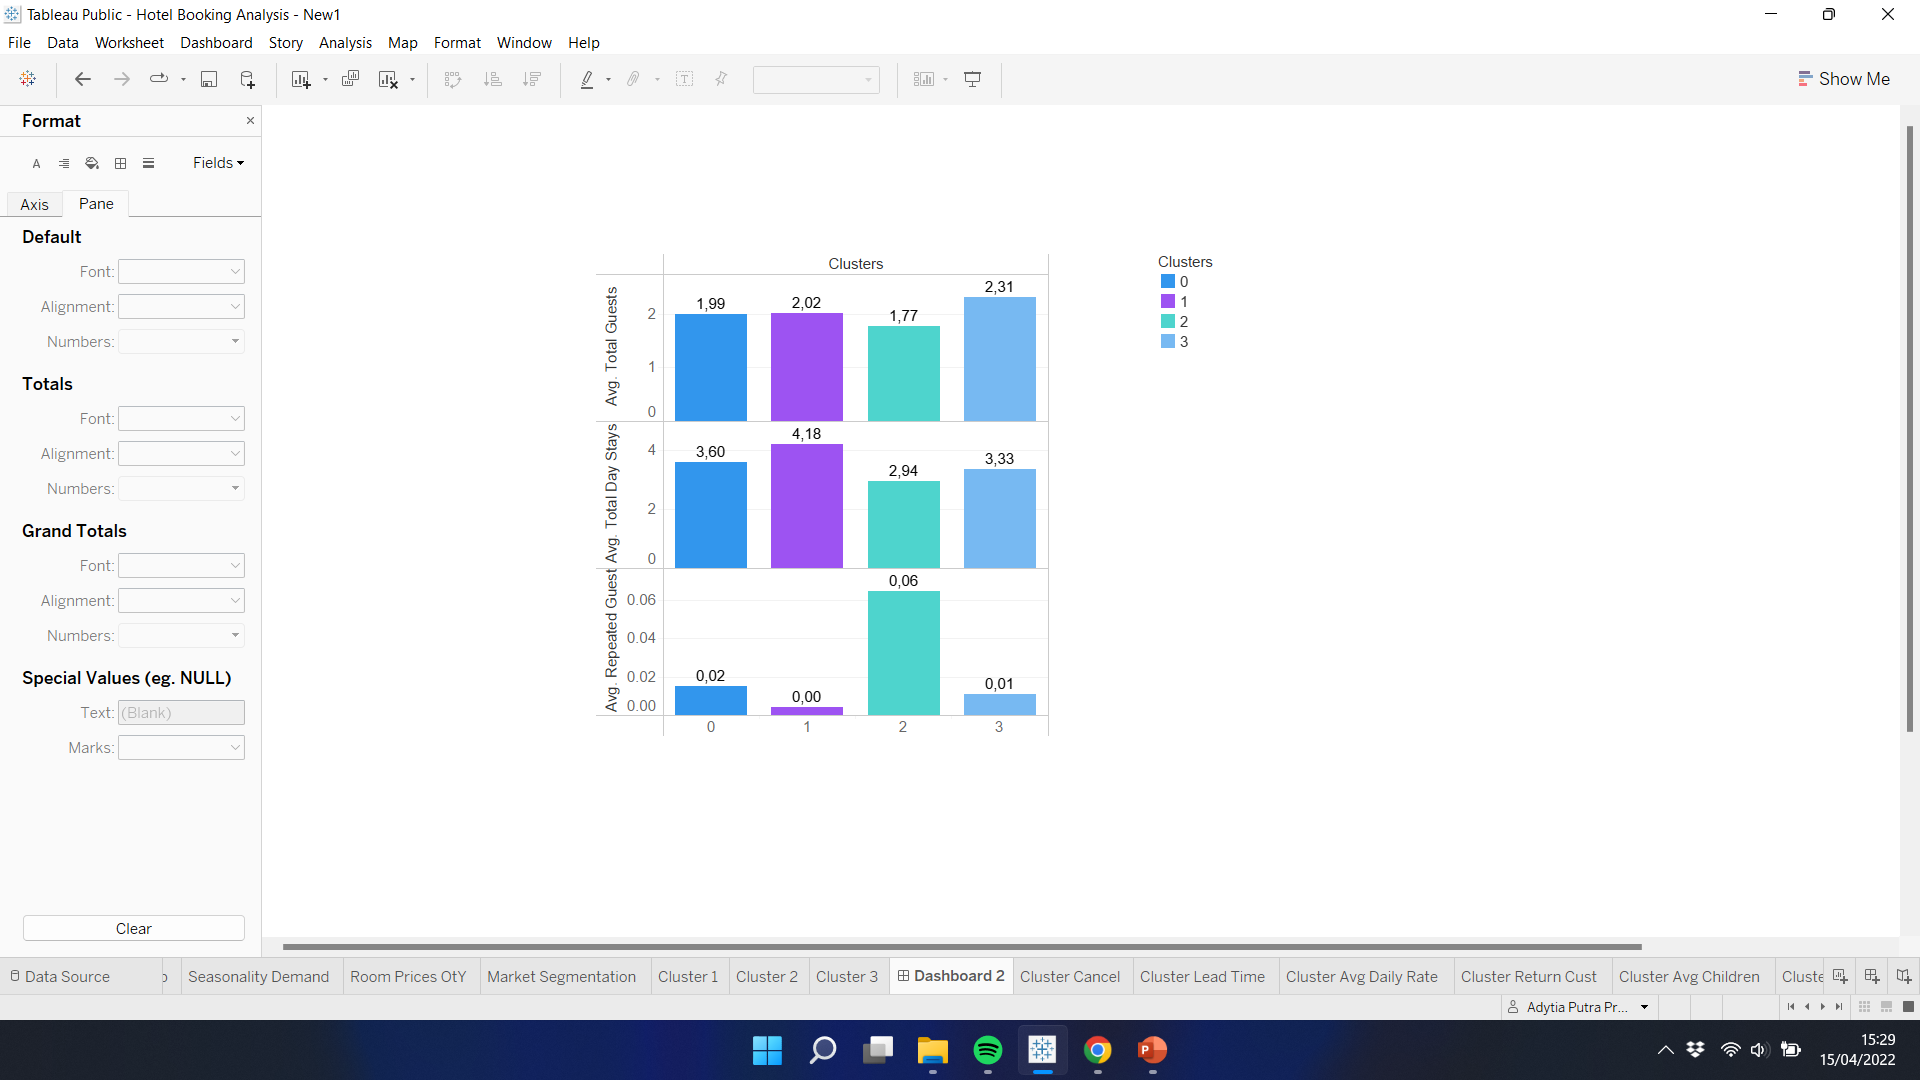 Tableau Public - Hotel Booking Analysis - New1
File Data Worksheet Dashboard Story Analysis Map Format Window Help
Show Me
Format
Fields
Axis Pane
Default
Font:
Alignment:
Numbers:
Totals
Font:
Alignment:
Numbers:
Grand Totals
Font:
Alignment:
Numbers:
Special Values (eg. NULL)
Text: (Blank)
Marks:
Clear
Clusters
Avg. Total Guests
2
1
0
1,99 2,02 1,77 2,31
Avg. Total Day Stays
4
2
0
3,60 4,18 2,94 3,33
Avg. Repeated Guest
0.06
0.04
0.02
0.00
0,02 0,00 0,06 0,01
0 1 2 3
Clusters
0
1
2
3
Data Source Seasonality Demand Room Prices OtY Market Segmentation Cluster 1 Cluster 2 Cluster 3 Dashboard 2 Cluster Cancel Cluster Lead Time Cluster Avg Daily Rate Cluster Return Cust Cluster Avg Children Cluste
Adytia Putra Pr...
15:29
15/04/2022